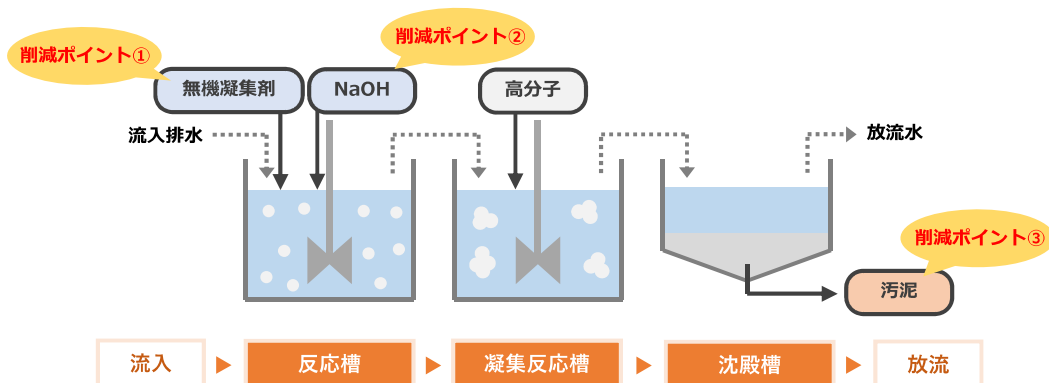 削減ポイント①
削減ポイント②
無機凝集剤
NaOH
高分子
流入排水
放流水
削減ポイント③
汚泥
流入
反応槽
凝集反応槽
沈殿槽
放流